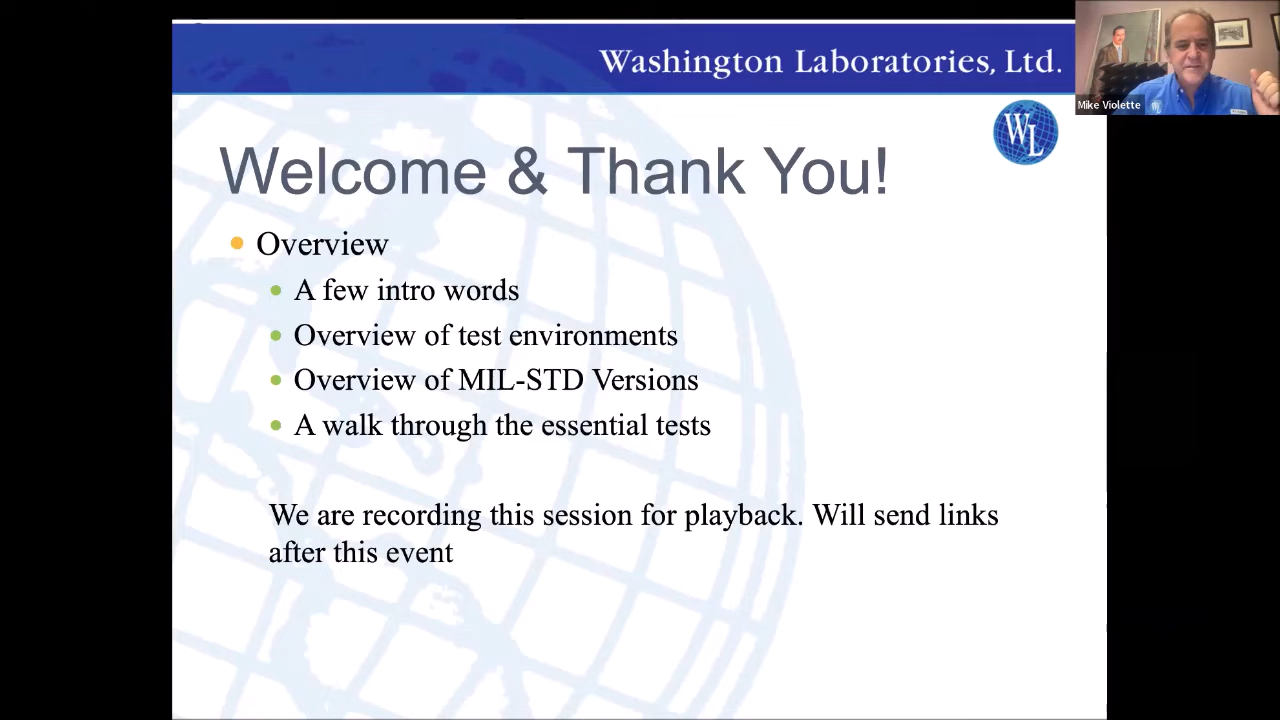 Washington Laboratories, Ltd.
Mike Violette
WL
Welcome & Thank You!
Overview
A few intro words
Overview of test environments
Overview of MIL-STD Versions
A walk through the essential tests
We are recording this session for playback. Will send links
after this event